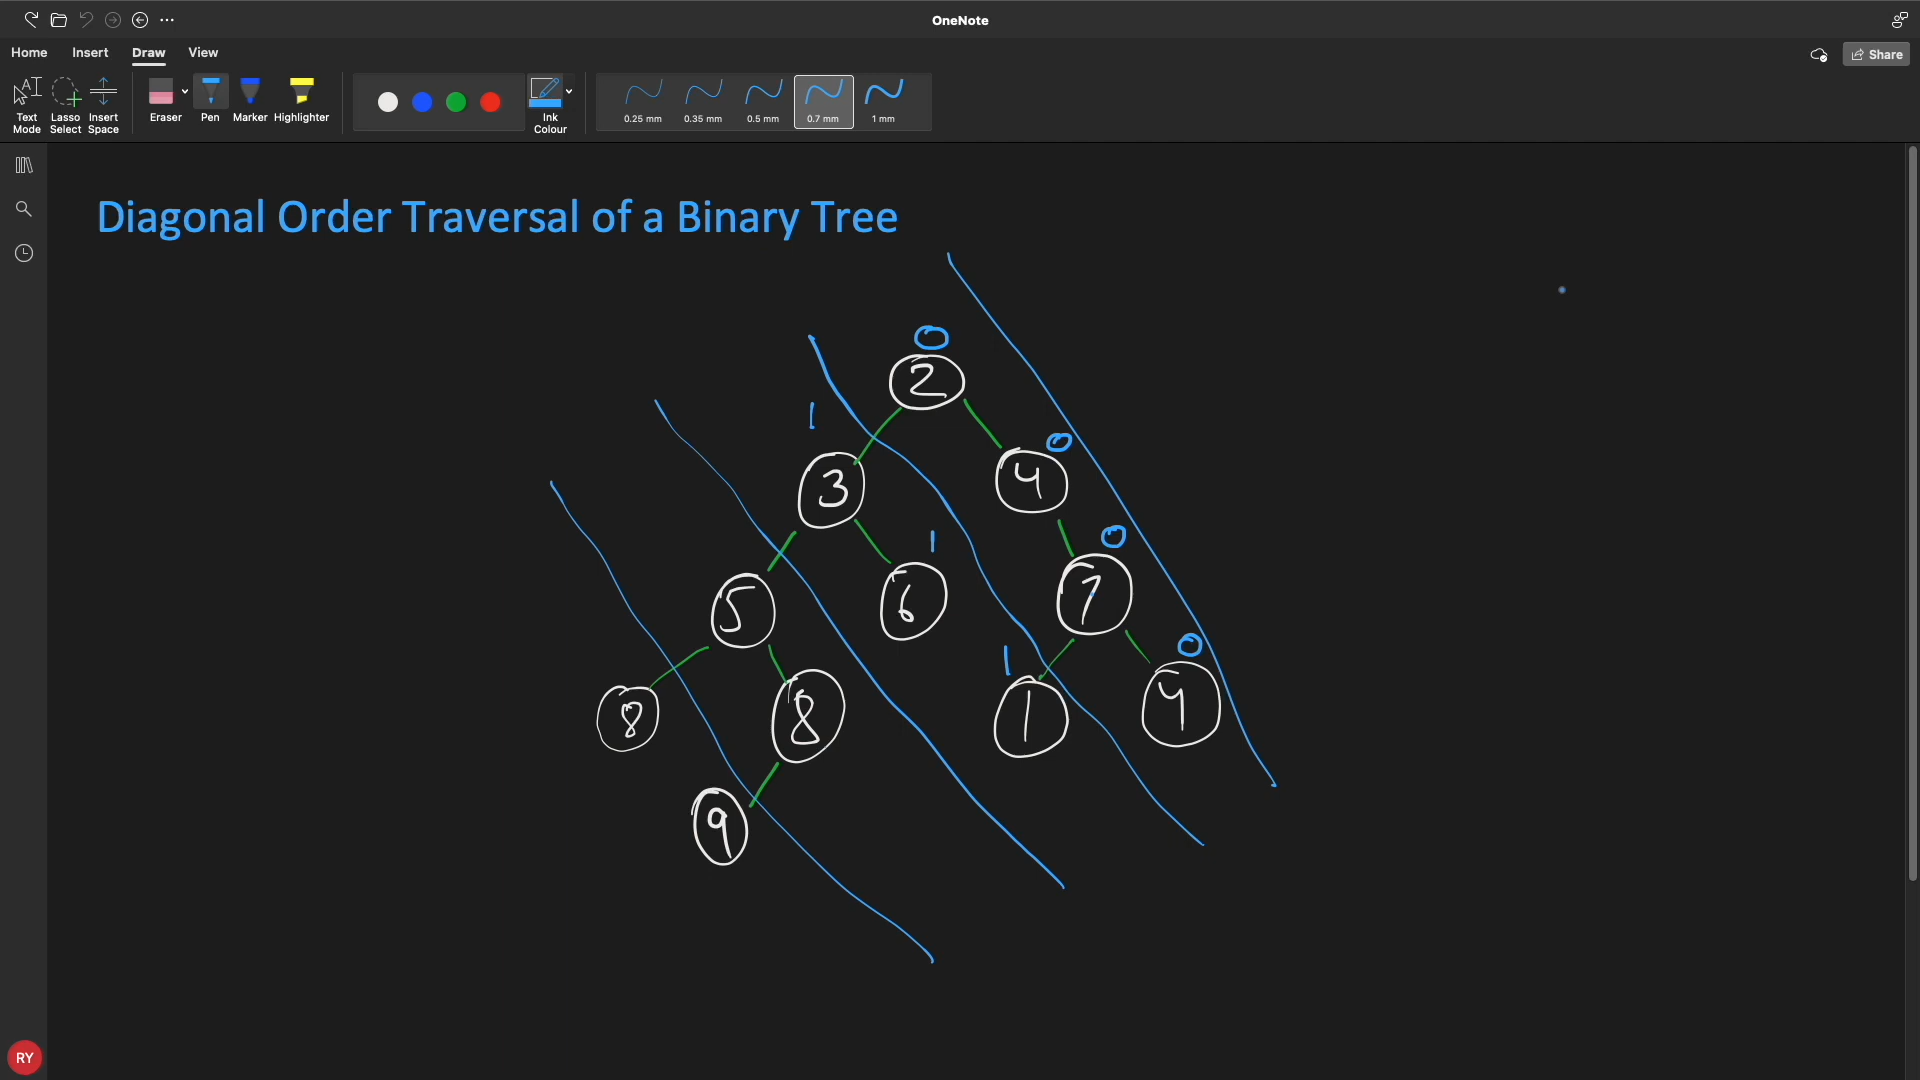 OneNote
Home Insert Draw View
Share
Text Mode
Lasso Select
Insert Space
Eraser
Pen
Marker
Highlighter
Ink Colour
0.25 mm
0.35 mm
0.5 mm
0.7 mm
1 mm
Diagonal Order Traversal of a Binary Tree
0
2
1
0
3
4
1
0
5
6
7
1
0
8
8
1
4
9
RY